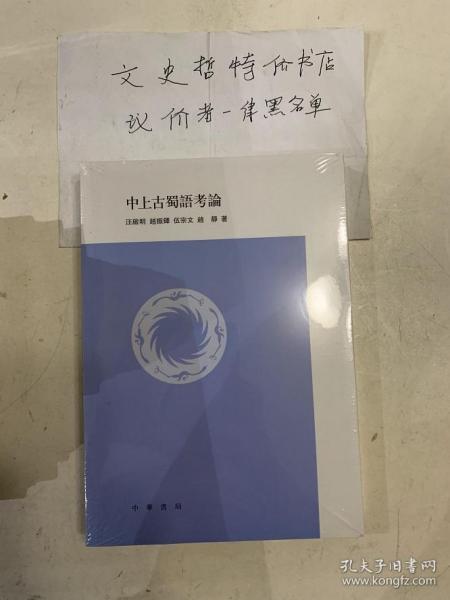 文史哲特价书店
议价者一律黑名单
中上古蜀語考論
汪啟明 趙振鐸 伍宗文 趙靜 著
中華書局
孔夫子旧书网
www.kongfz.com